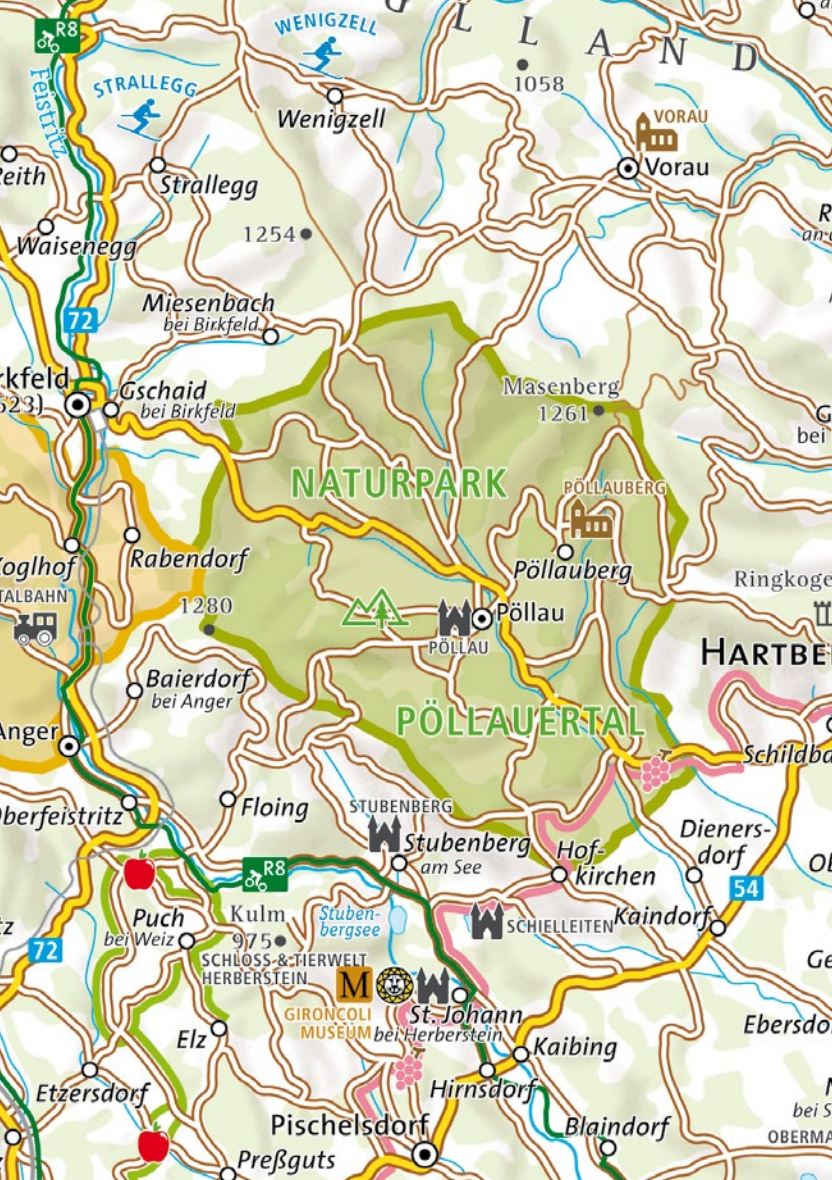 G L L A N D
R8
WENIGZELL
Feistritz
STRALLEGG
1058
Wenigzell
VORAU
Vorau
Reith
Strallegg
1254
Waisenegg
an d
Miesenbach
bei Birkfeld
72
rkfeld
623)
Gschaid
bei Birkfeld
Masenberg
1261
bei
NATURPARK
PÖLLAUBERG
Koglhof
Rabendorf
Pöllauberg
TALBAHN
1280
Ringkoge
Pöllau
PÖLLAU
HARTBE
Baierdorf
bei Anger
PÖLLAUERTAL
Anger
Schildba
Oberfeistritz
Floing
STUBENBERG
Stubenberg
am See
Dieners-
dorf
Hof-
kirchen
R8
54
Puch
bei Weiz
Kulm
975
Stuben-
bergsee
SCHIELLEITEN
Kaindorf
72
SCHLOSS & TIERWELT
HERBERSTEIN
M
GIRONCOLI
MUSEUM
St. Johann
bei Herberstein
Ebersdo
Elz
Kaibing
Etzersdorf
Hirnsdorf
bei S
Pischelsdorf
Blaindorf
OBERMA
Preßguts